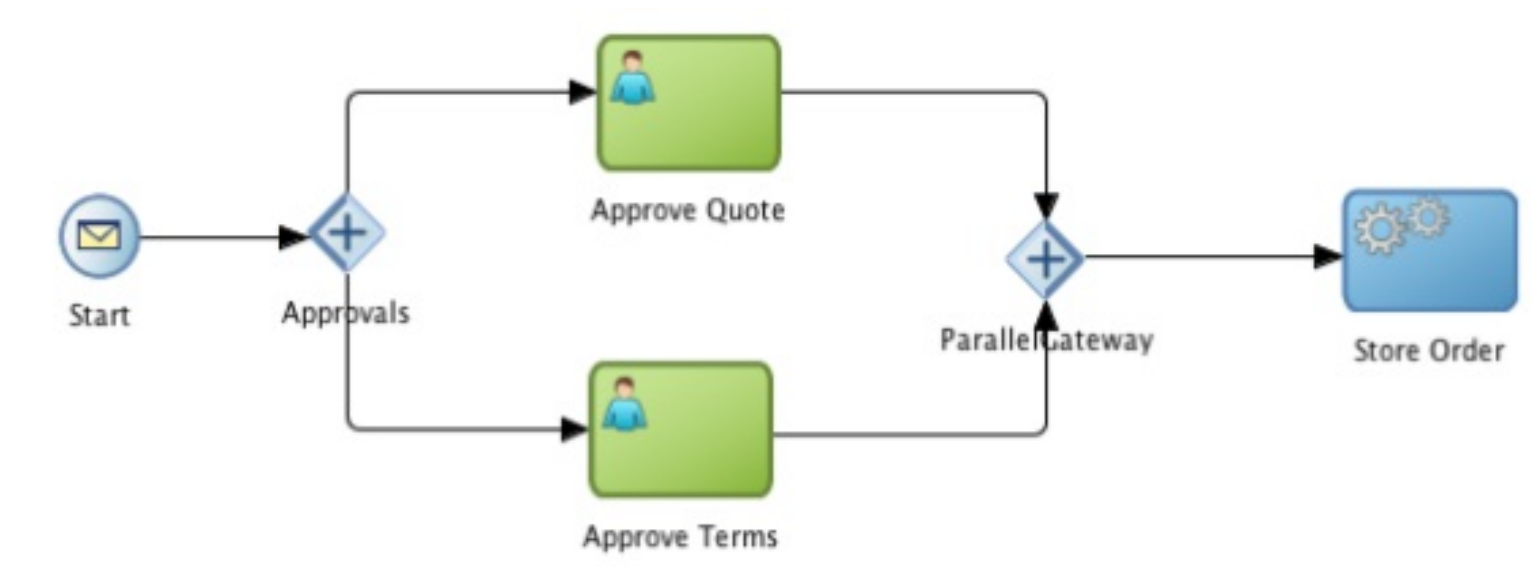 Approve Quote
Start
Approvals
ParallelGateway
Store Order
Approve Terms